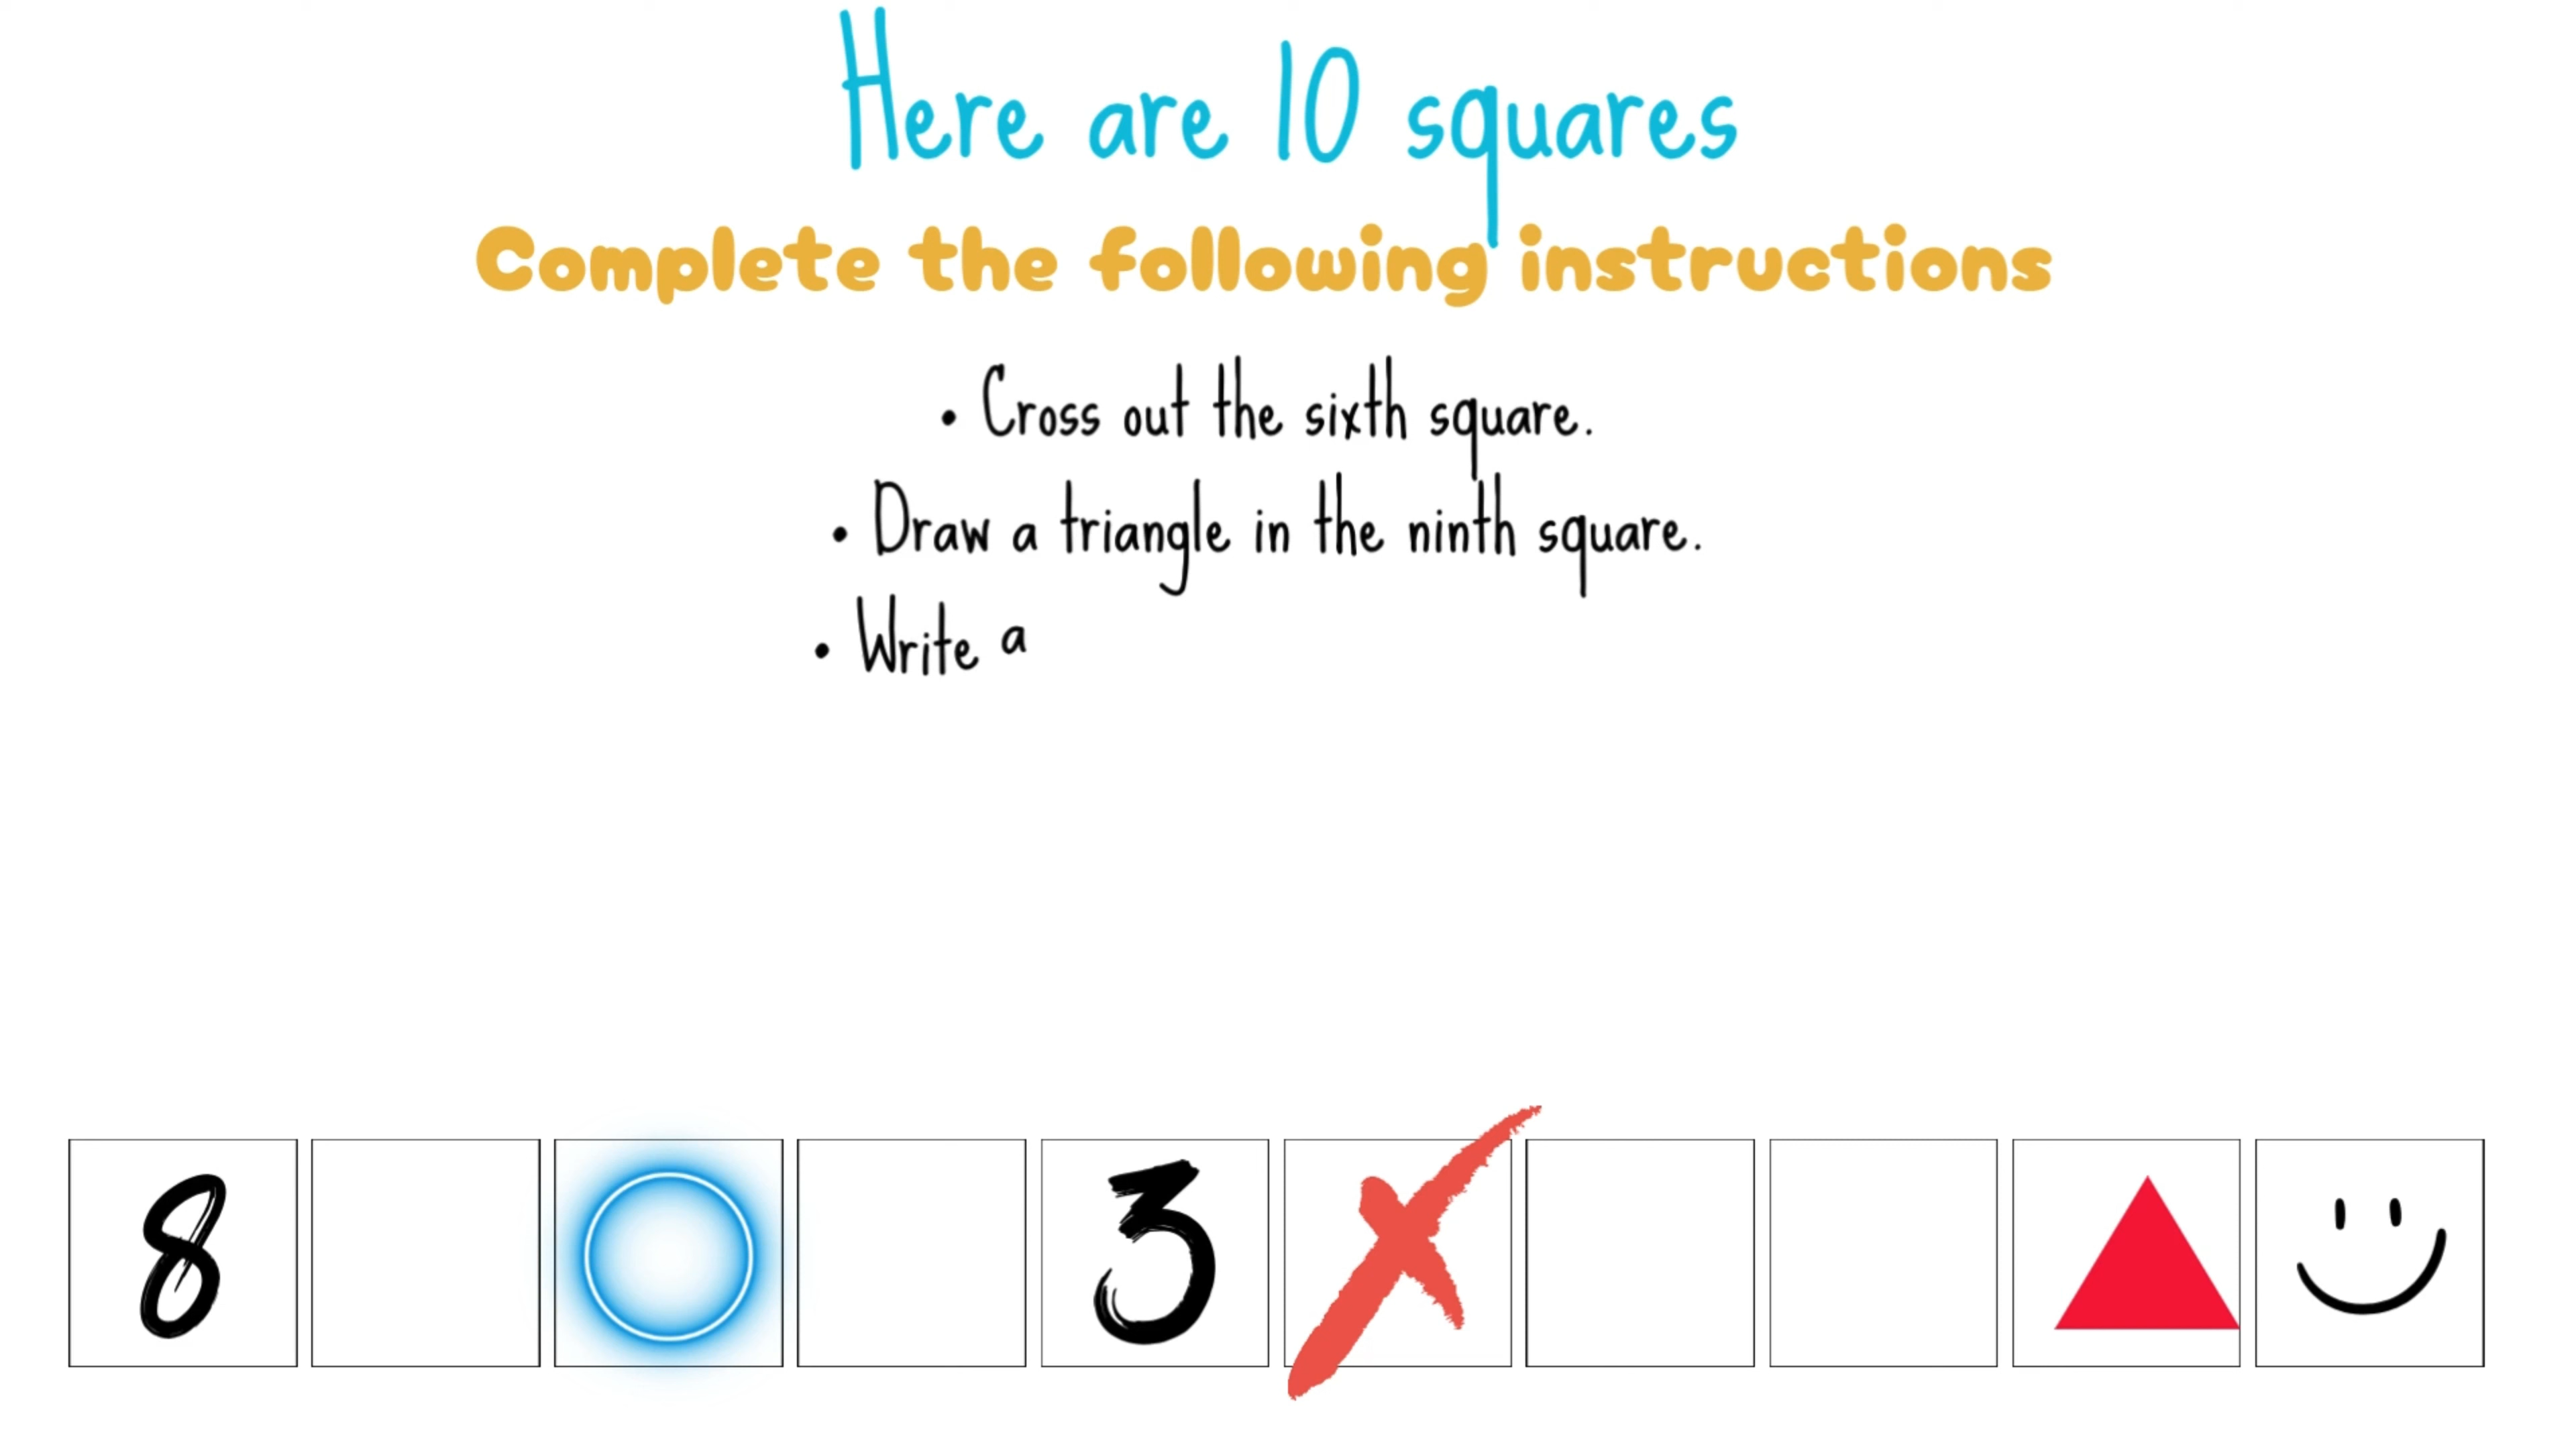 Here are 10 squares
Complete the following instructions
• Cross out the sixth square.
• Draw a triangle in the ninth square.
• Write a
8 3